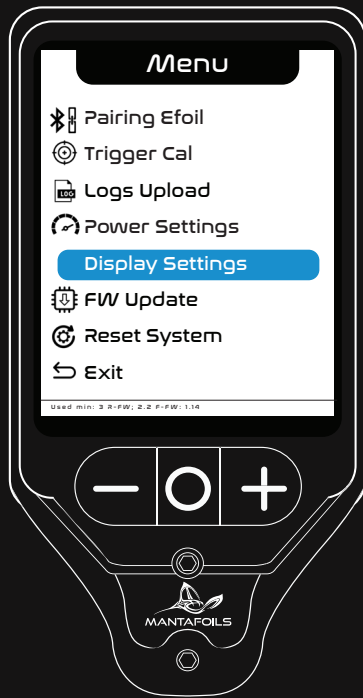 Menu
Pairing Efoil
Trigger Cal
LOG
Logs Upload
Power Settings
Display Settings
FW Update
Reset System
Exit
Used min: 3 R-FW; 2.2 F-FW: 1.14
MANTAFOILS